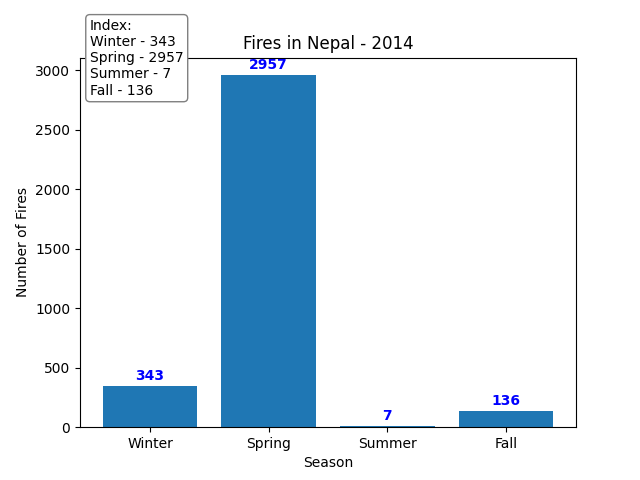 Index:
Winter - 343
Spring - 2957
Summer - 7
Fall - 136
Fires in Nepal - 2014
3000
2500
2000
1500
1000
500
0
Number of Fires
343
2957
7
136
Winter
Spring
Summer
Fall
Season